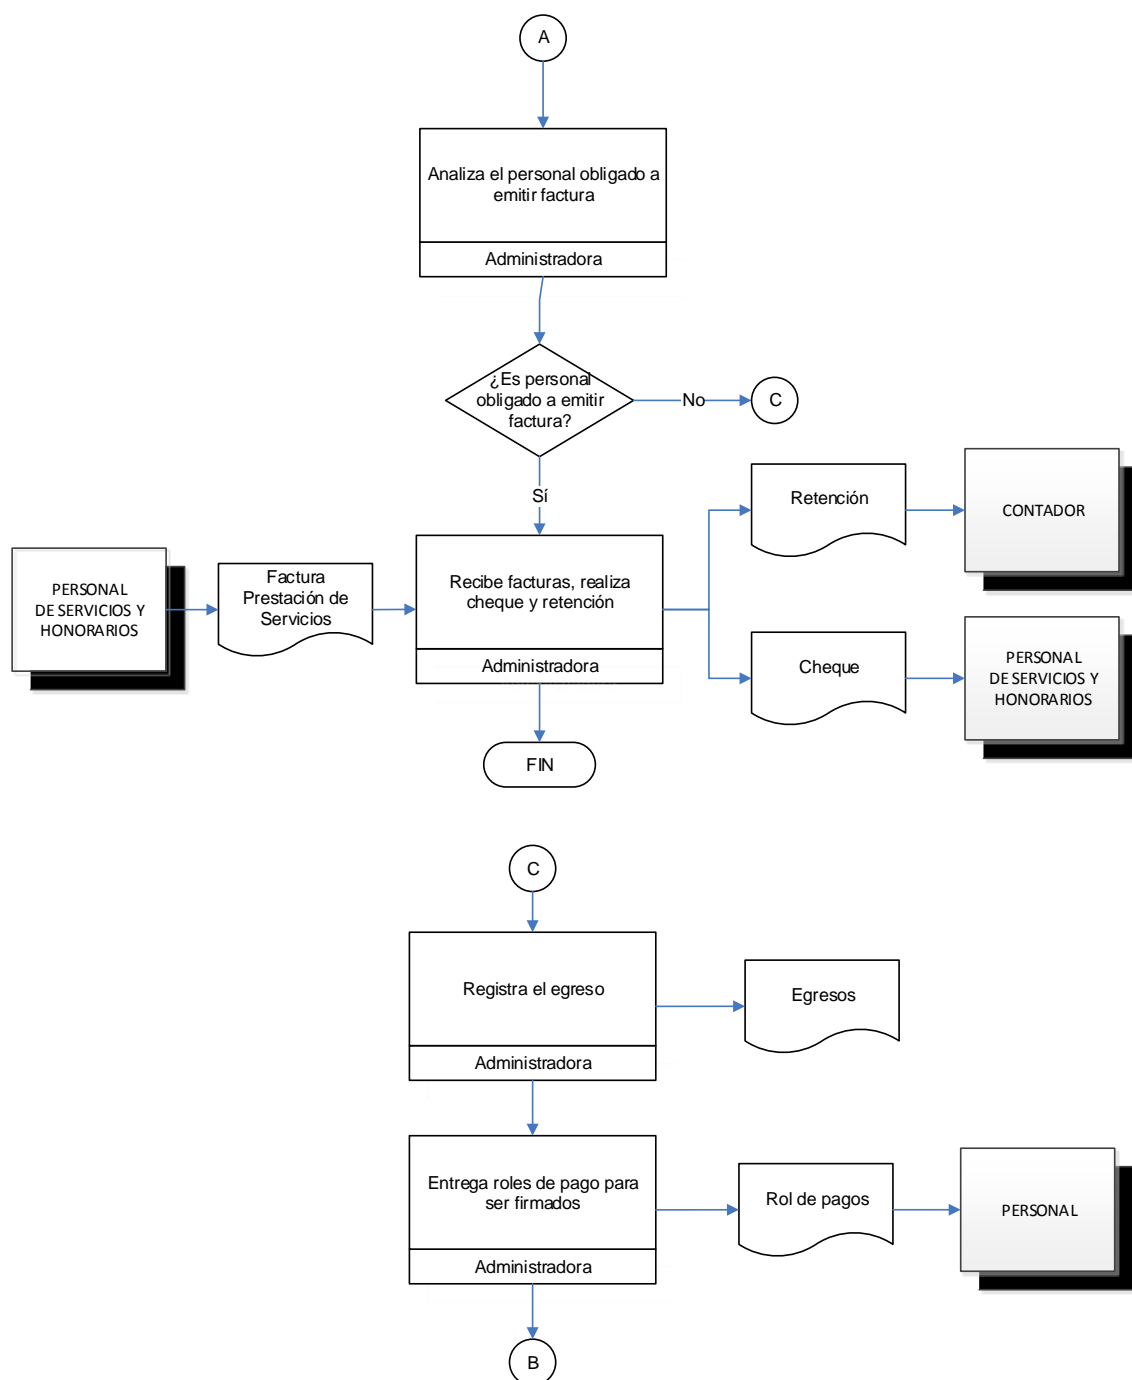 A
Analiza el personal obligado a
emitir factura
Administradora
¿Es personal
obligado a emitir
factura?
No
C
Sí
Retención
CONTADOR
PERSONAL
DE SERVICIOS Y
HONORARIOS
Factura
Prestación de
Servicios
Recibe facturas, realiza
cheque y retención
Administradora
Cheque
PERSONAL
DE SERVICIOS Y
HONORARIOS
FIN
C
Registra el egreso
Administradora
Egresos
Entrega roles de pago para
ser firmados
Administradora
Rol de pagos
PERSONAL
B